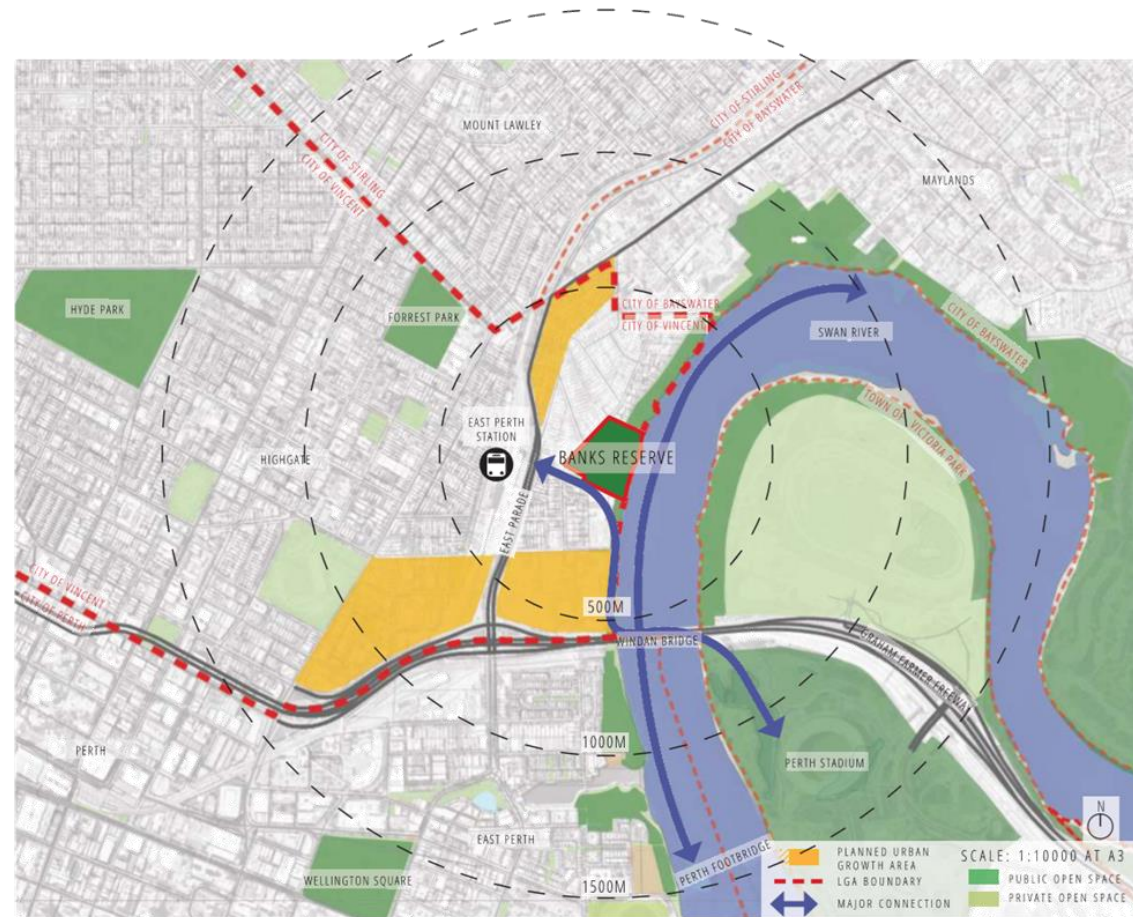 CITY OF STIRLING
CITY OF VINCENT
MOUNT LAWLEY
CITY OF STIRLING
CITY OF BAYSWATER
MAYLANDS
HYDE PARK
FORREST PARK
CITY OF BAYSWATER
CITY OF VINCENT
SWAN RIVER
CITY OF BAYSWATER
TOWN OF VICTORIA PARK
EAST PERTH
STATION
HIGHGATE
BANKS RESERVE
EAST PARADE
CITY OF VINCENT
CITY OF PERTH
500M
WINDAN BRIDGE
GRAHAM FARMER FREEWAY
PERTH
1000M
PERTH STADIUM
EAST PERTH
WELLINGTON SQUARE
1500M
PERTH FOOTBRIDGE
N
PLANNED URBAN
GROWTH AREA
LGA BOUNDARY
MAJOR CONNECTION
SCALE: 1:10000 AT A3
PUBLIC OPEN SPACE
PRIVATE OPEN SPACE